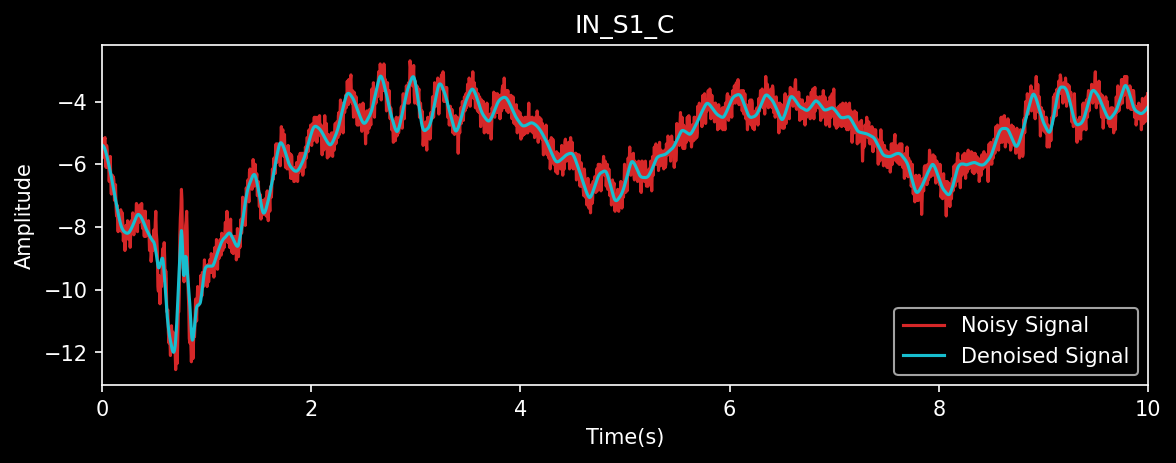 IN_S1_C
Amplitude
−4
−6
−8
−10
−12
0 2 4 6 8 10
Time(s)
Noisy Signal
Denoised Signal